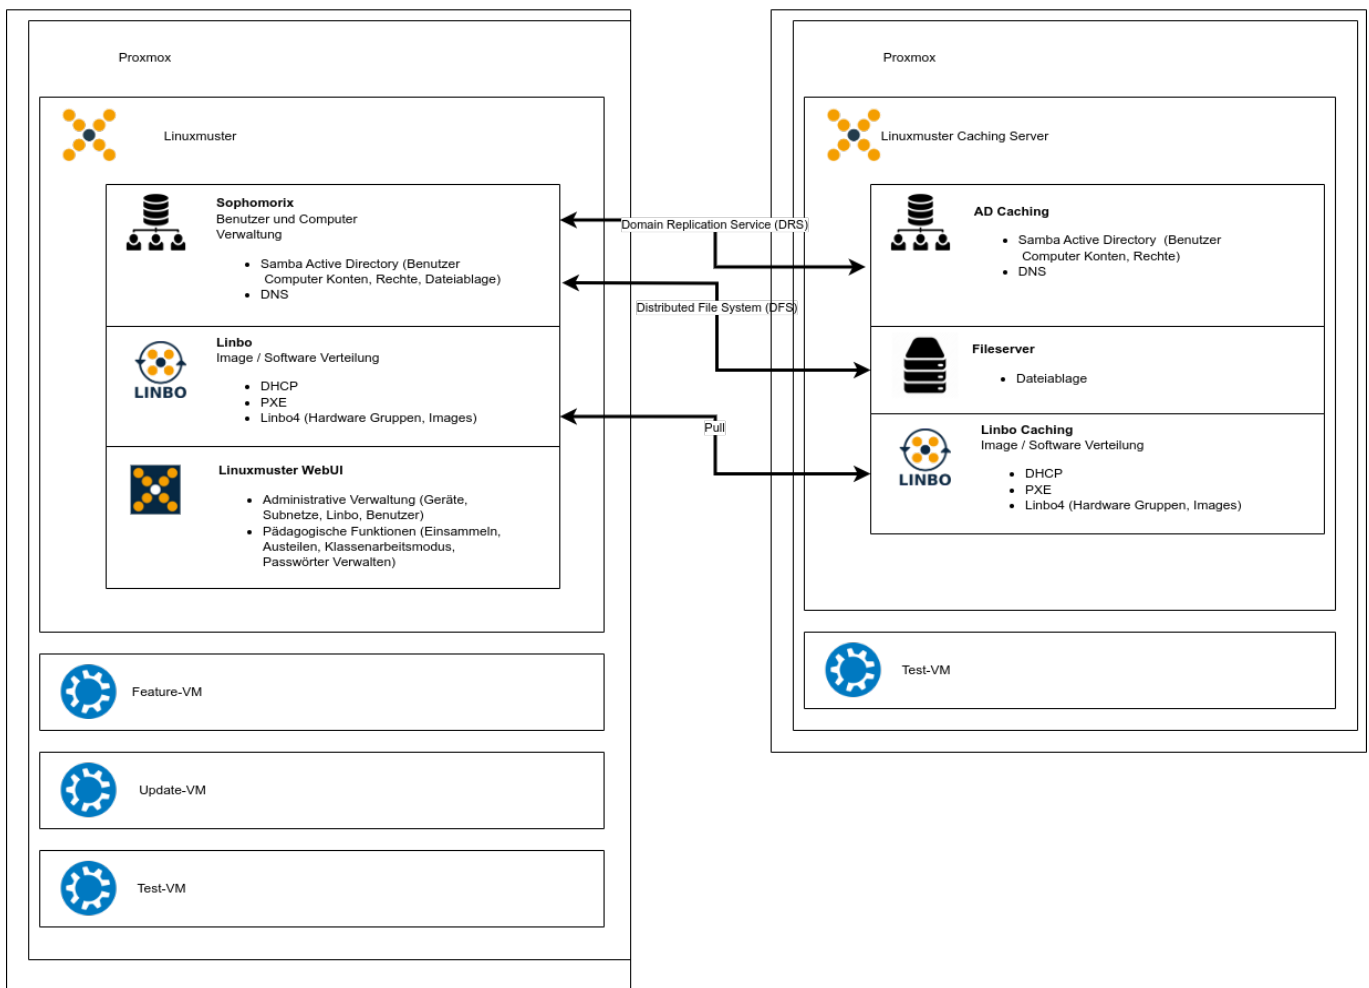 Proxmox
Linuxmuster
Sophomorix
Benutzer und Computer
Verwaltung
• Samba Active Directory (Benutzer
Computer Konten, Rechte, Dateiablage)
• DNS
Linbo
Image / Software Verteilung
• DHCP
• PXE
• Linbo4 (Hardware Gruppen, Images)
LINBO
Linuxmuster WebUI
• Administrative Verwaltung (Geräte,
Subnetze, Linbo, Benutzer)
• Pädagogische Funktionen (Einsammeln,
Austeilen, Klassenarbeitsmodus,
Passwörter Verwalten)
Feature-VM
Update-VM
Test-VM
Domain Replication Service (DRS)
Distributed File System (DFS)
Pull
Proxmox
Linuxmuster Caching Server
AD Caching
• Samba Active Directory (Benutzer
Computer Konten, Rechte)
• DNS
Fileserver
• Dateiablage
Linbo Caching
Image / Software Verteilung
LINBO
• DHCP
• PXE
• Linbo4 (Hardware Gruppen, Images)
Test-VM